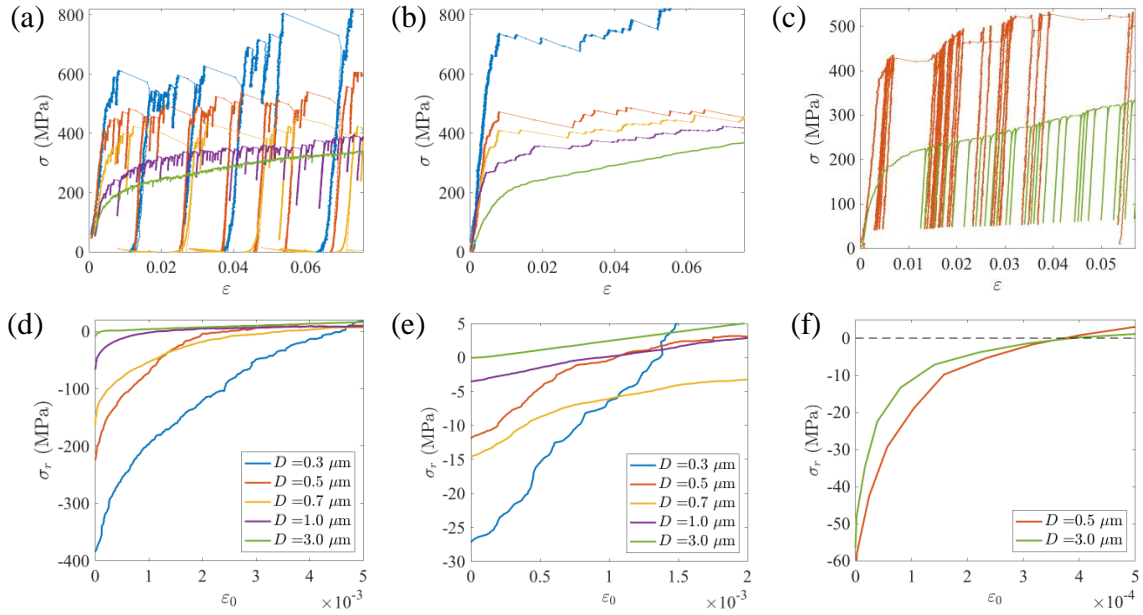 (a)
800
600
400
200
0
σ (MPa)
0 0.02 0.04 0.06
ε
(b)
800
600
400
200
0
σ (MPa)
0 0.02 0.04 0.06
ε
(c)
500
400
300
200
100
0
σ (MPa)
0 0.01 0.02 0.03 0.04 0.05
ε
(d)
0
-100
-200
-300
-400
σr (MPa)
D =0.3 μm
D =0.5 μm
D =0.7 μm
D =1.0 μm
D =3.0 μm
0 1 2 3 4 5
ε0
×10-3
(e)
5
0
-5
-10
-15
-20
-25
-30
σr (MPa)
D =0.3 μm
D =0.5 μm
D =0.7 μm
D =1.0 μm
D =3.0 μm
0 0.5 1 1.5 2
ε0
×10-3
(f)
0
-10
-20
-30
-40
-50
-60
σr (MPa)
D =0.5 μm
D =3.0 μm
0 1 2 3 4 5
ε0
×10-4